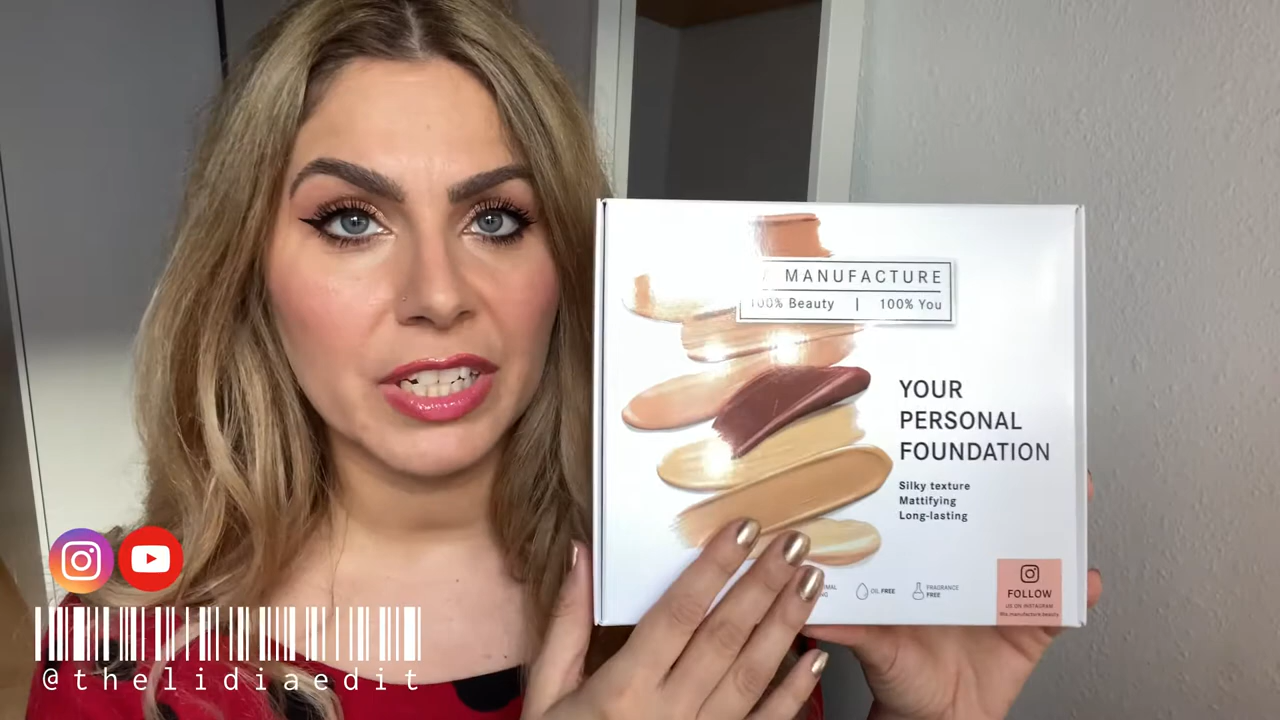 MANUFACTURE
100% Beauty | 100% You
YOUR
PERSONAL
FOUNDATION
Silky texture
Mattifying
Long-lasting
OIL FREE
FRAGRANCE
FREE
FOLLOW
US ON INSTAGRAM
@thelidiaedit